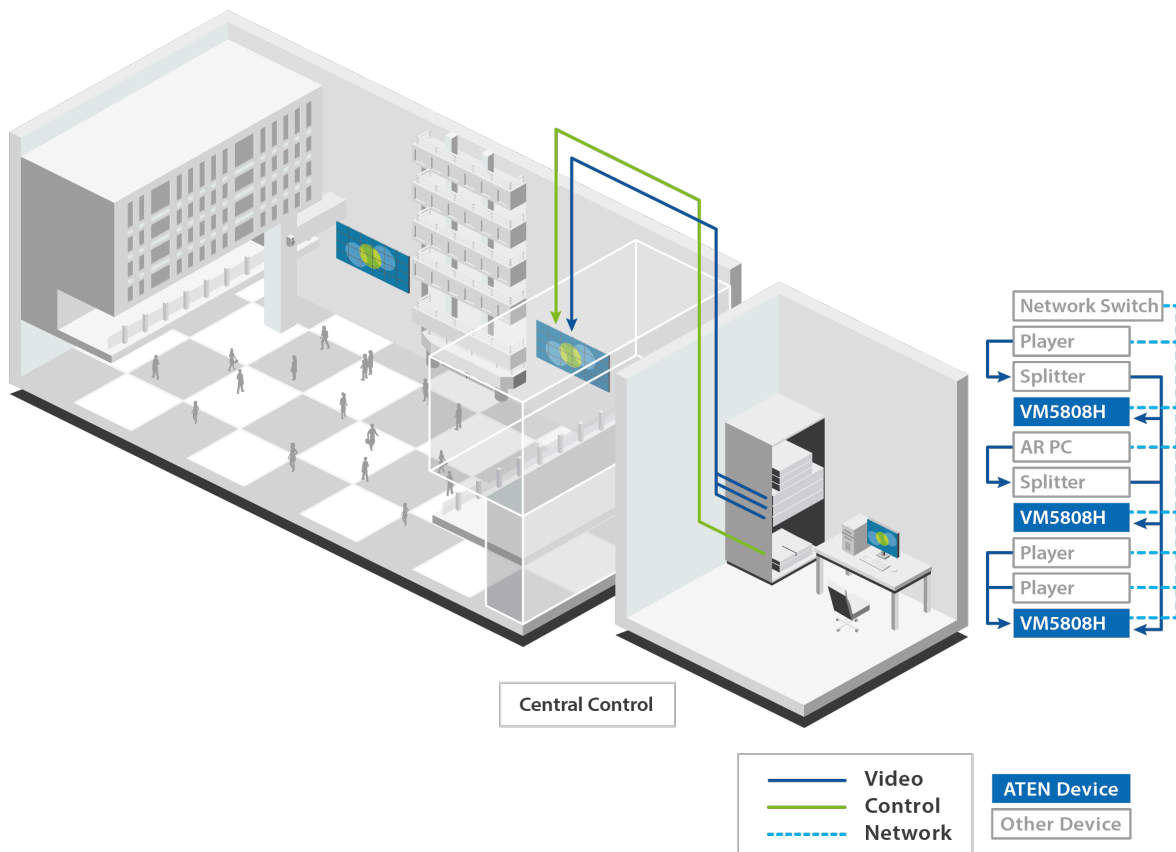 Network Switch
Player
Splitter
VM5808H
AR PC
Splitter
VM5808H
Player
Player
VM5808H
Central Control
Video
Control
Network
ATEN Device
Other Device